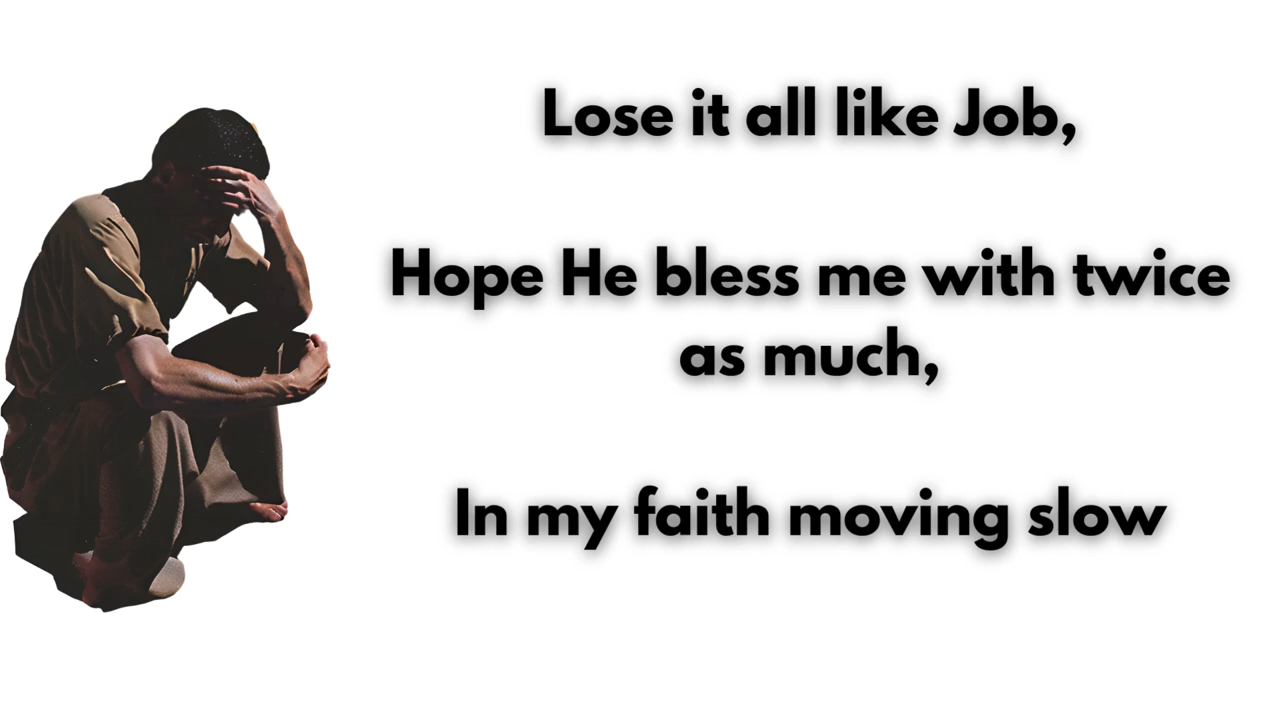 Lose it all like Job,
Hope He bless me with twice
as much,
In my faith moving slow